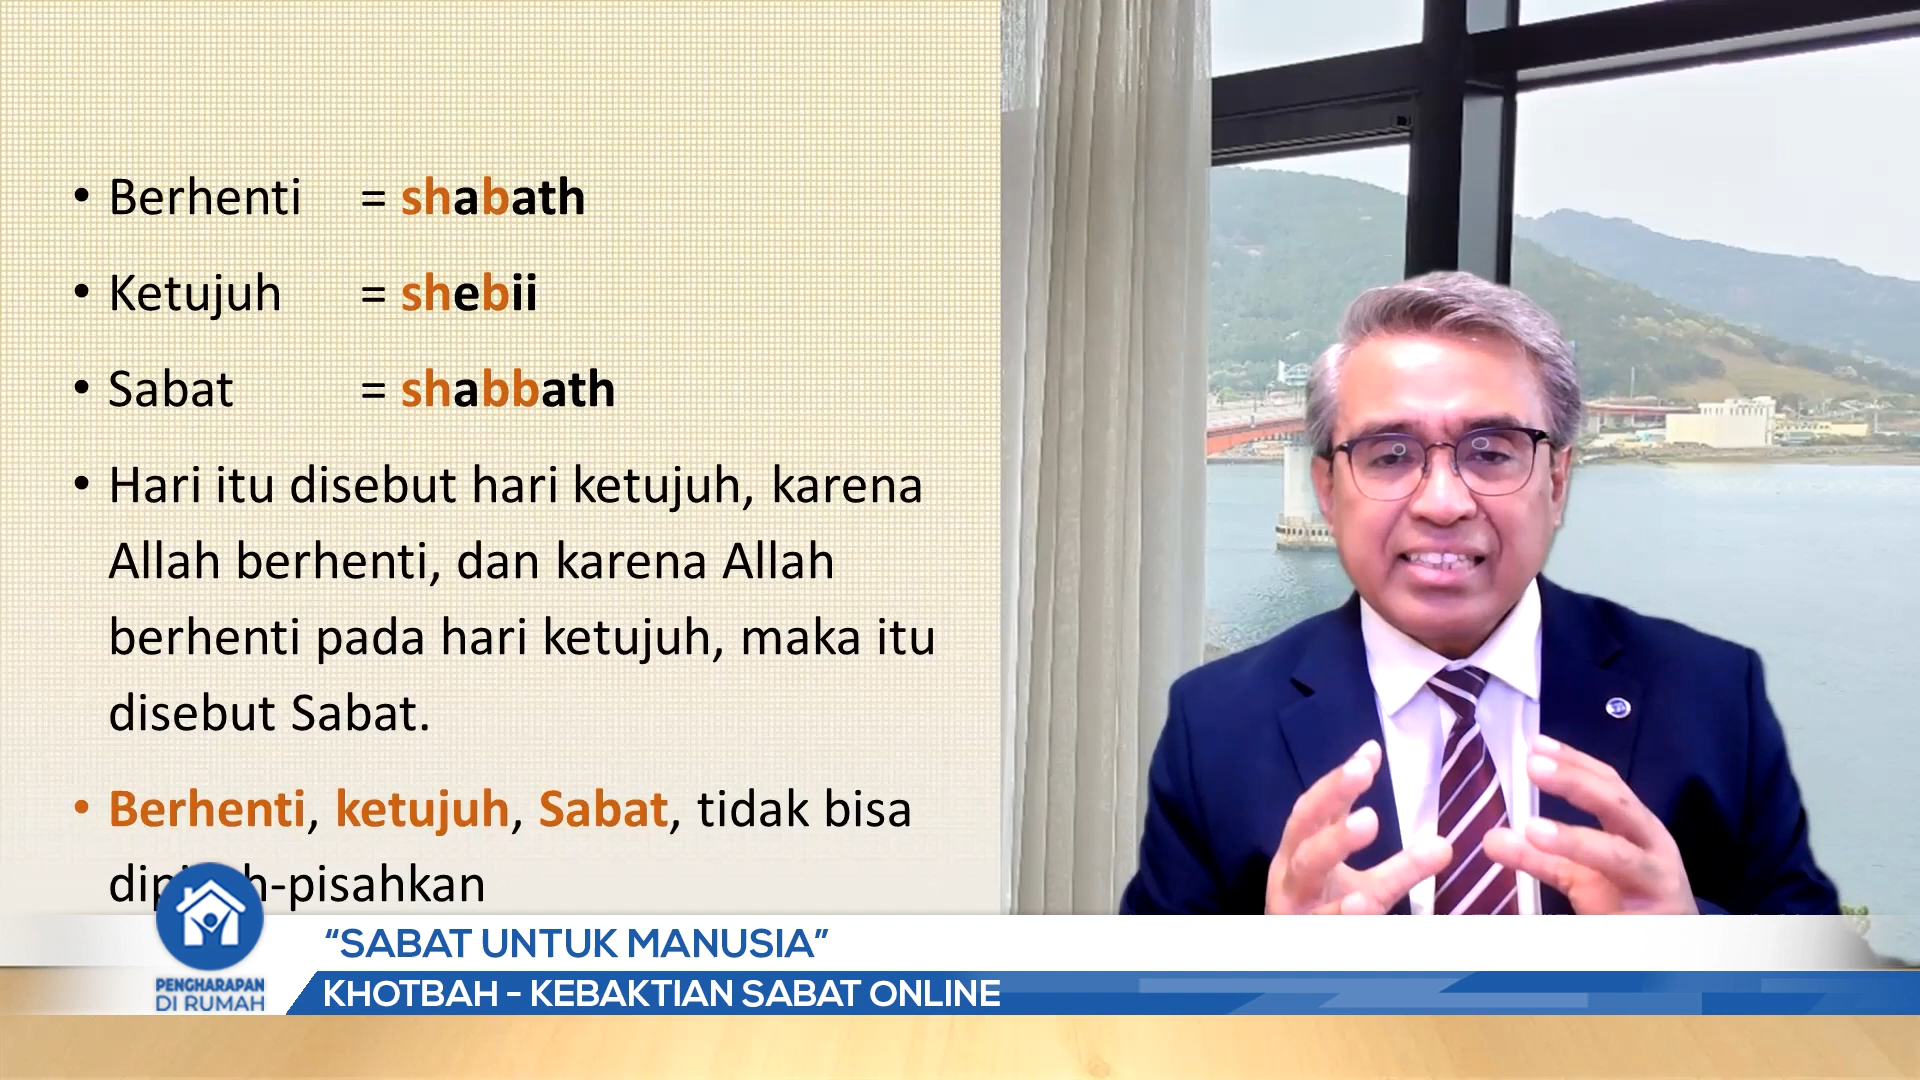 • Berhenti = shabath
• Ketujuh = shebii
• Sabat = shabbath
• Hari itu disebut hari ketujuh, karena
Allah berhenti, dan karena Allah
berhenti pada hari ketujuh, maka itu
disebut Sabat.
• Berhenti, ketujuh, Sabat, tidak bisa
h-pisahkan
“SABAT UNTUK MANUSIA”
KHOTBAH - KEBAKTIAN SABAT ONLINE
PENGHARAPAN
DI RUMAH